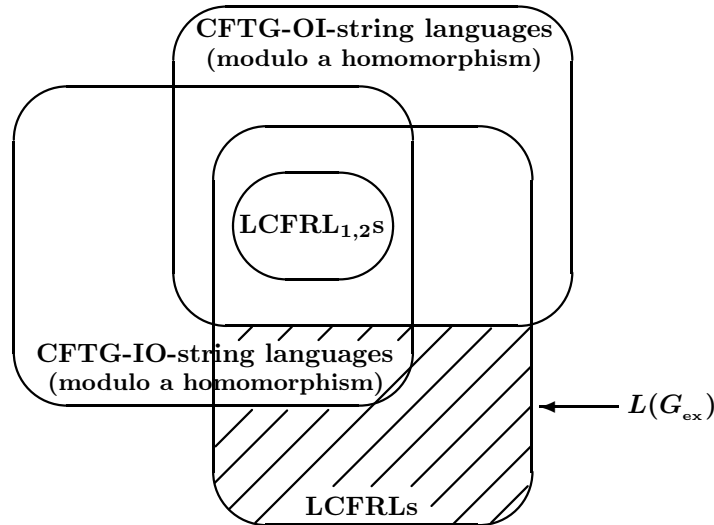 CFTG-OI-string languages
(modulo a homomorphism)
LCFRL1,2s
CFTG-IO-string languages
(modulo a homomorphism)
L(Gex)
LCFRLs